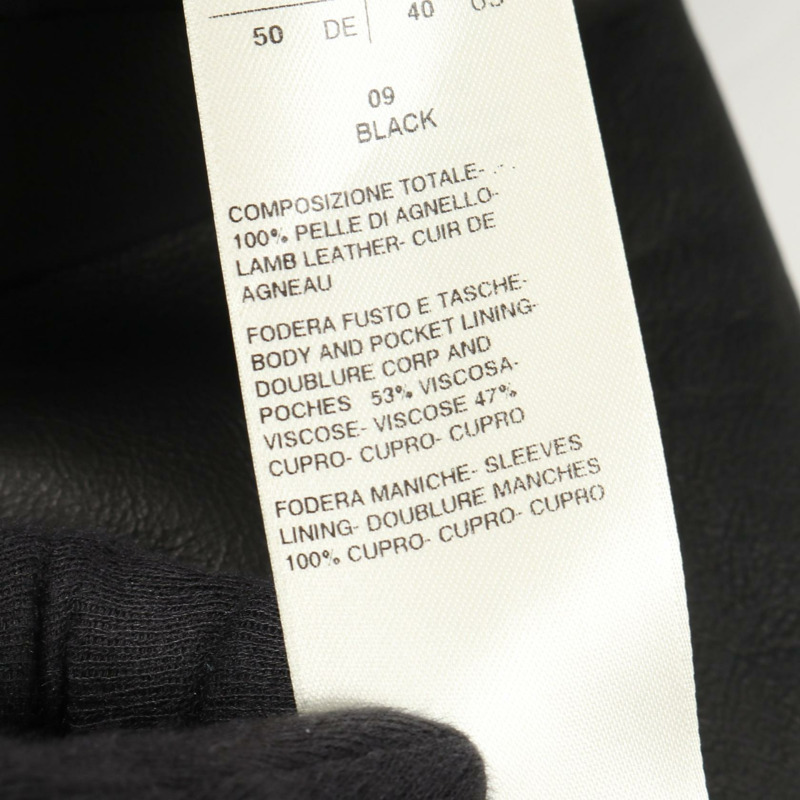 50 DE 40
09
BLACK
COMPOSIZIONE TOTALE-
100% PELLE DI AGNELLO-
LAMB LEATHER- CUIR DE
AGNEAU
FODERA FUSTO E TASCHE-
BODY AND POCKET LINING-
DOUBLURE CORP AND
POCHES 53% VISCOSA-
VISCOSE- VISCOSE 47%
CUPRO- CUPRO- CUPRO
FODERA MANICHE- SLEEVES
LINING- DOUBLURE MANCHES
100% CUPRO- CUPRO- CUPRO